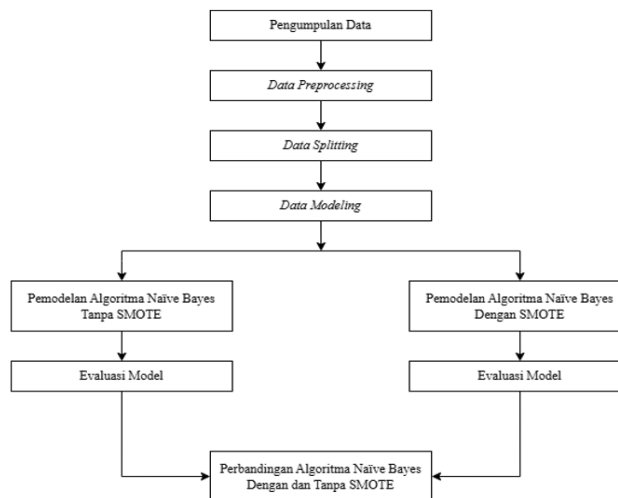 Pengumpulan Data
Data Preprocessing
Data Splitting
Data Modeling
Pemodelan Algoritma Naïve Bayes
Tanpa SMOTE
Pemodelan Algoritma Naïve Bayes
Dengan SMOTE
Evaluasi Model
Evaluasi Model
Perbandingan Algoritma Naïve Bayes
Dengan dan Tanpa SMOTE